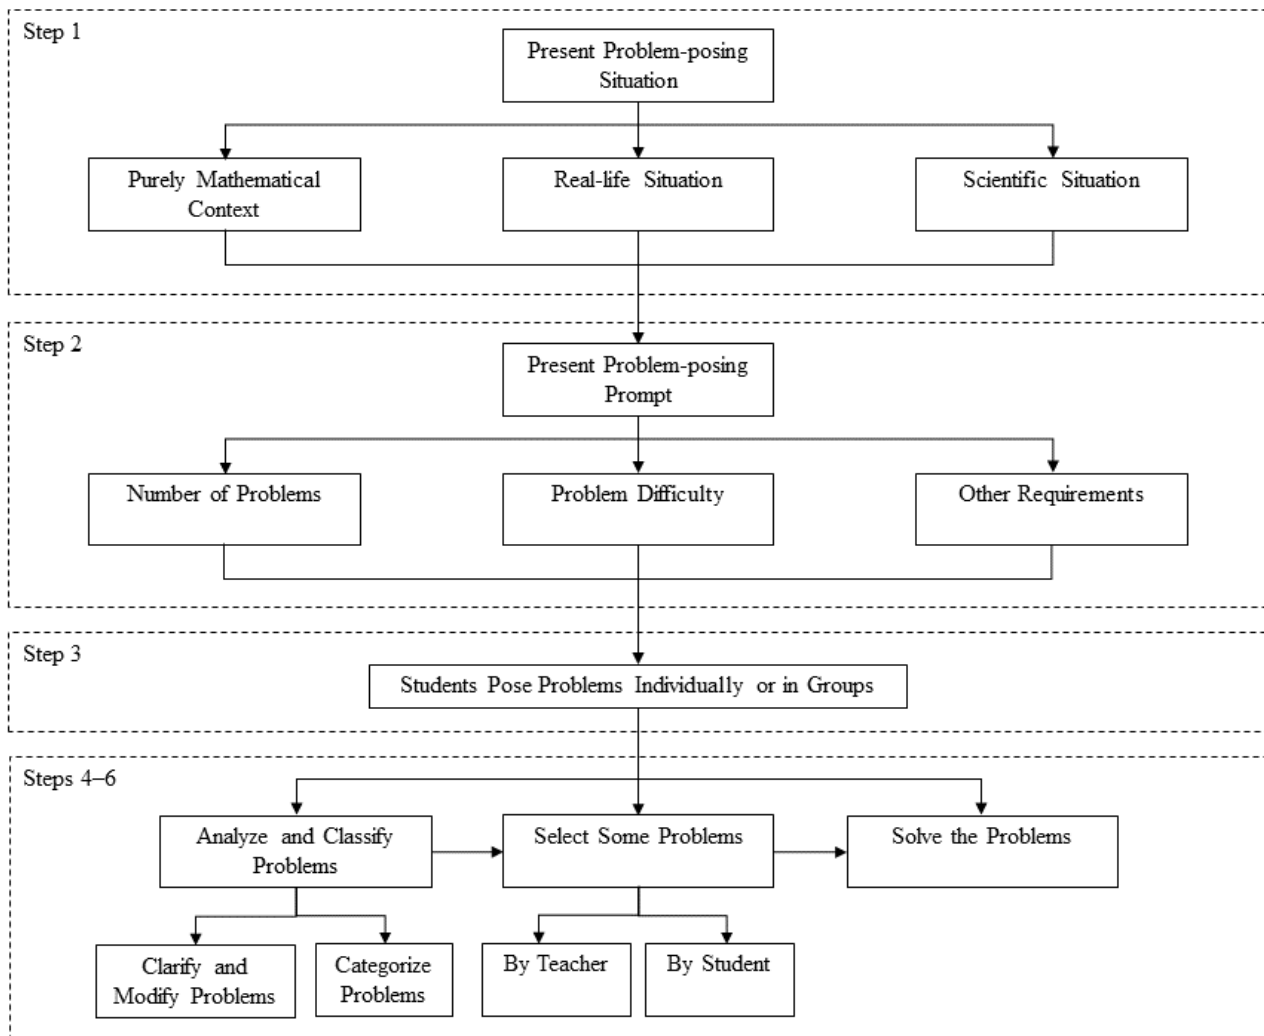 Step 1
Present Problem-posing
Situation
Purely Mathematical
Context
Real-life Situation
Scientific Situation
Step 2
Present Problem-posing
Prompt
Number of Problems
Problem Difficulty
Other Requirements
Step 3
Students Pose Problems Individually or in Groups
Steps 4–6
Analyze and Classify
Problems
Select Some Problems
Solve the Problems
Clarify and
Modify Problems
Categorize
Problems
By Teacher
By Student